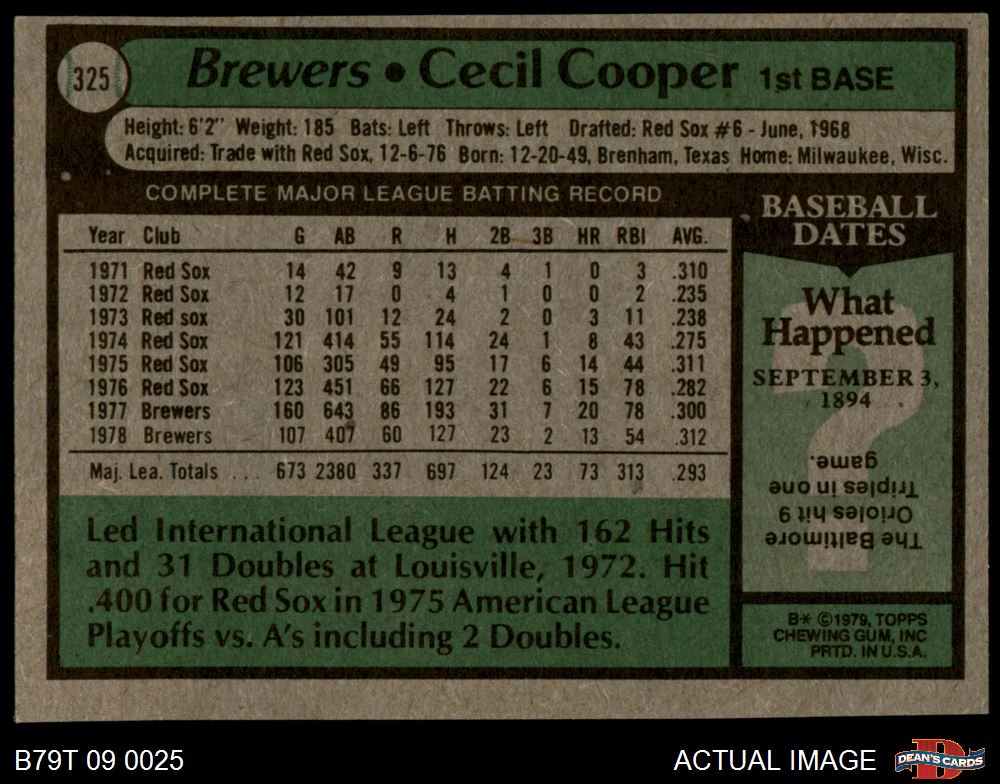 325
Brewers • Cecil Cooper 1st BASE
Height: 6'2" Weight: 185 Bats: Left Throws: Left Drafted: Red Sox #6 - June, 1968
Acquired: Trade with Red Sox, 12-6-76 Born: 12-20-49, Brenham, Texas Home: Milwaukee, Wisc.
COMPLETE MAJOR LEAGUE BATTING RECORD
Year Club G AB R H 2B 3B HR RBI AVG.
1971 Red Sox 14 42 9 13 4 1 0 3 .310
1972 Red Sox 12 17 0 4 1 0 0 2 .235
1973 Red sox 30 101 12 24 2 0 3 11 .238
1974 Red Sox 121 414 55 114 24 1 8 43 .275
1975 Red Sox 106 305 49 95 17 6 14 44 .311
1976 Red Sox 123 451 66 127 22 6 15 78 .282
1977 Brewers 160 643 86 193 31 7 20 78 .300
1978 Brewers 107 407 60 127 23 2 13 54 .312
Maj. Lea. Totals ... 673 2380 337 697 124 23 73 313 .293
Led International League with 162 Hits
and 31 Doubles at Louisville, 1972. Hit
.400 for Red Sox in 1975 American League
Playoffs vs. A's including 2 Doubles.
BASEBALL
DATES
What
Happened
SEPTEMBER 3,
1894
?
The Baltimore
Orioles hit 9
Triples in one
game.
B* ©1979, TOPPS
CHEWING GUM, INC
PRTD. IN U.S.A.
B79T 09 0025
ACTUAL IMAGE
D
DEAN'S CARDS